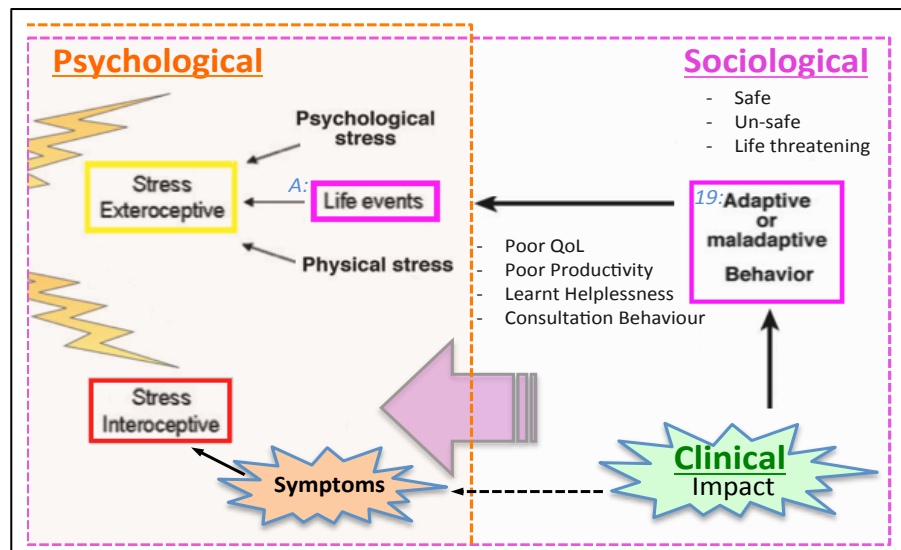 Psychological
Sociological
- Safe
- Un-safe
- Life threatening
Psychological
stress
Stress
Exteroceptive
A:
Life events
Physical stress
19:
Adaptive
or
maladaptive
Behavior
- Poor QoL
- Poor Productivity
- Learnt Helplessness
- Consultation Behaviour
Stress
Interoceptive
Symptoms
Clinical
Impact